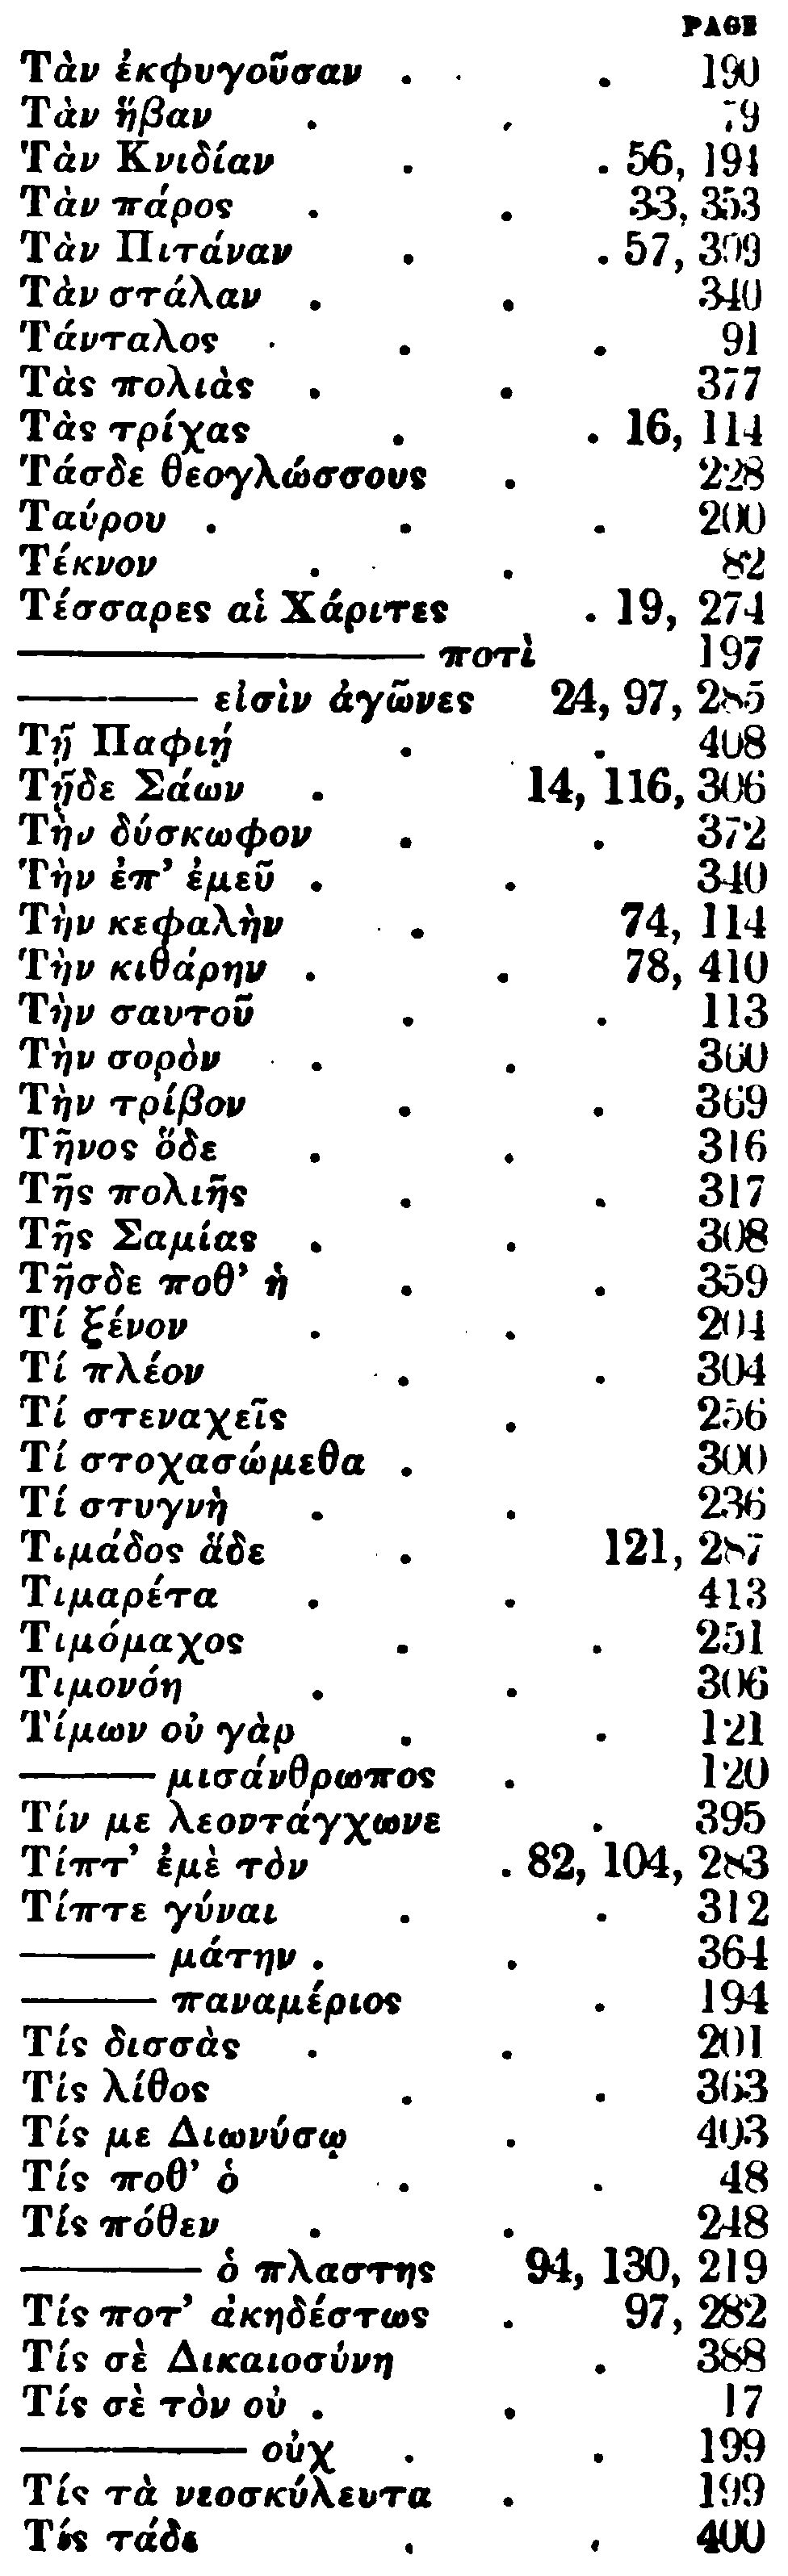 PAGE
Τὰν ἐκφυγοῦσαν . . 190
Τὰν ἥβαν . . 79
Τὰν Κνιδίαν . . 56, 191
Τὰν πάρος . . 33, 353
Τὰν Πιτάναν . . 57, 309
Τὰν στάλαν . . 340
Τάνταλος . . 91
Τὰς πολιὰς . . 377
Τὰς τρίχας . . 16, 114
Τάσδε θεογλώσσους . 228
Ταύρου . . . 200
Τέκνον . . 82
Τέσσαρες αἱ Χάριτες . 19, 274
——— ποτὶ 197
——— εἰσὶν ἀγῶνες 24, 97, 285
Τῇ Παφιῇ . . 408
Τῇδε Σάων . 14, 116, 306
Τὴν δύσκωφον . . 372
Τὴν ἐπ’ ἐμεῦ . . 340
Τὴν κεφαλὴν . 74, 114
Τὴν κιθάρην . . 78, 410
Τὴν σαυτοῦ . . 113
Τὴν σορὸν . . 360
Τὴν τρίβον . . 369
Τῆνος ὅδε . . 316
Τῆς πολιῆς . . 317
Τῆς Σαμίας . . 308
Τῆσδε ποθ’ ἡ . . 359
Τί ξένον . . 204
Τί πλέον . . 304
Τί στεναχεῖς . 256
Τί στοχασώμεθα . 300
Τί στυγνὴ . . 236
Τιμάδος ἅδε . 121, 287
Τιμαρέτα . . 413
Τιμόμαχος . . 251
Τιμονόη . . 306
Τίμων οὐ γὰρ . . 121
——— μισάνθρωπος . 120
Τίν με λεοντάγχωνε . 395
Τίπτ’ ἐμὲ τὸν . 82, 104, 283
Τίπτε γύναι . . 312
——— μάτην . . 364
——— παναμέριος . 194
Τίς δισσὰς . . 201
Τίς λίθος . . 363
Τίς με Διωνύσῳ . 403
Τίς ποθ’ ὁ . . 48
Τίς πόθεν . . 248
——— ὁ πλαστης 94, 130, 219
Τίς ποτ’ ἀκηδέστως . 97, 282
Τίς σὲ Δικαιοσύνη . 388
Τίς σὲ τὸν οὐ . . 17
——— οὐχ . . 199
Τίς τὰ νεοσκύλευτα . 199
Τίς τάδε . . 400